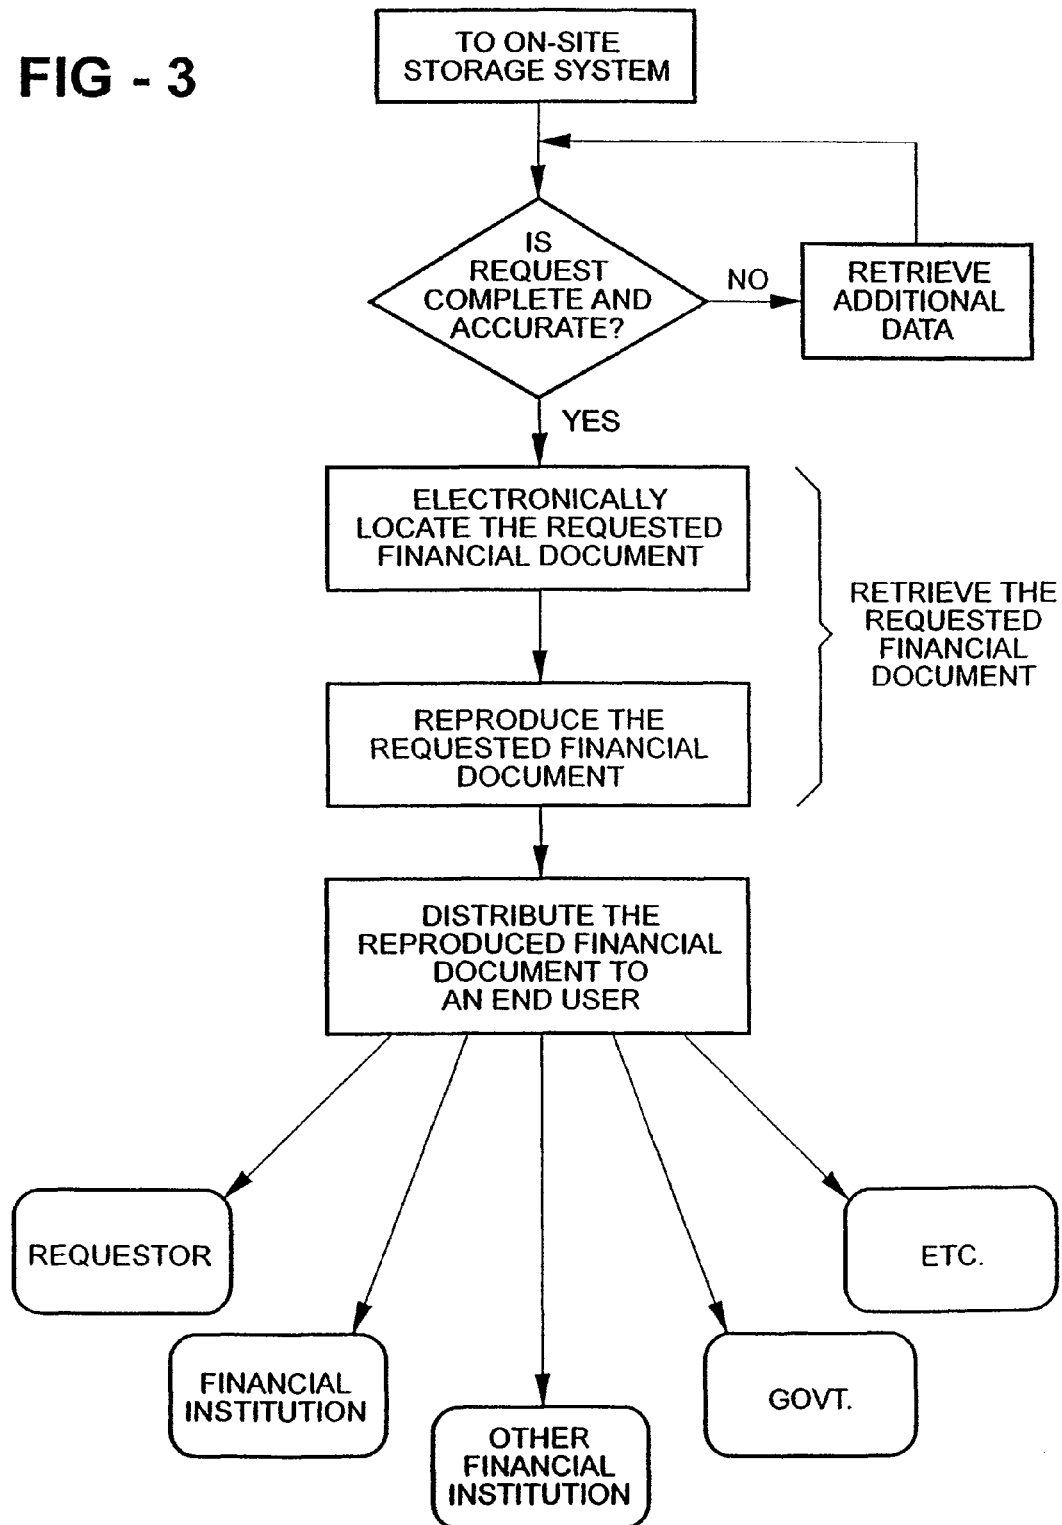 FIG - 3
TO ON-SITE
STORAGE SYSTEM
IS
REQUEST
COMPLETE AND
ACCURATE?
NO
RETRIEVE
ADDITIONAL
DATA
YES
ELECTRONICALLY
LOCATE THE REQUESTED
FINANCIAL DOCUMENT
RETRIEVE THE
REQUESTED
FINANCIAL
DOCUMENT
REPRODUCE THE
REQUESTED FINANCIAL
DOCUMENT
DISTRIBUTE THE
REPRODUCED FINANCIAL
DOCUMENT TO
AN END USER
REQUESTOR
ETC.
FINANCIAL
INSTITUTION
GOVT.
OTHER
FINANCIAL
INSTITUTION